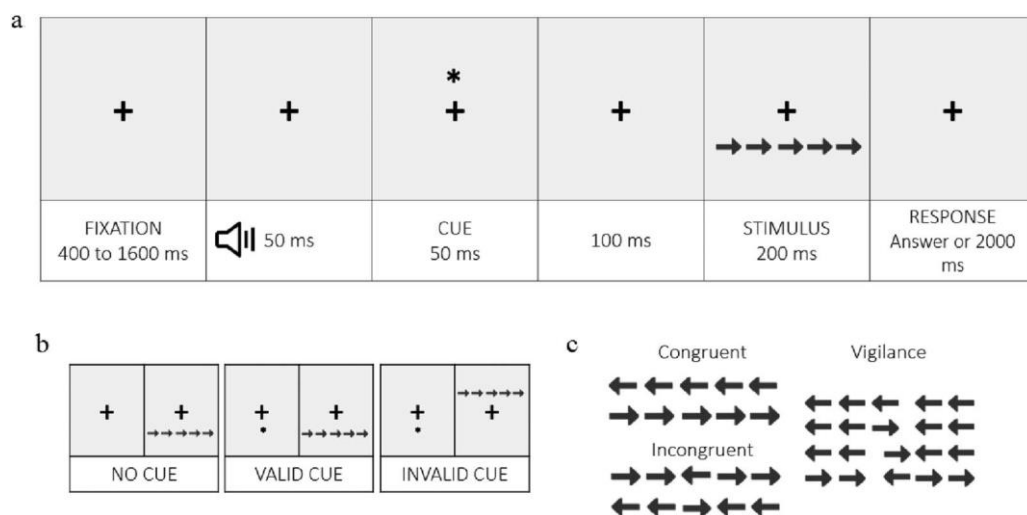 a
FIXATION
400 to 1600 ms
50 ms
CUE
50 ms
100 ms
STIMULUS
200 ms
RESPONSE
Answer or 2000
ms
b
NO CUE
VALID CUE
INVALID CUE
c
Congruent
Incongruent
Vigilance